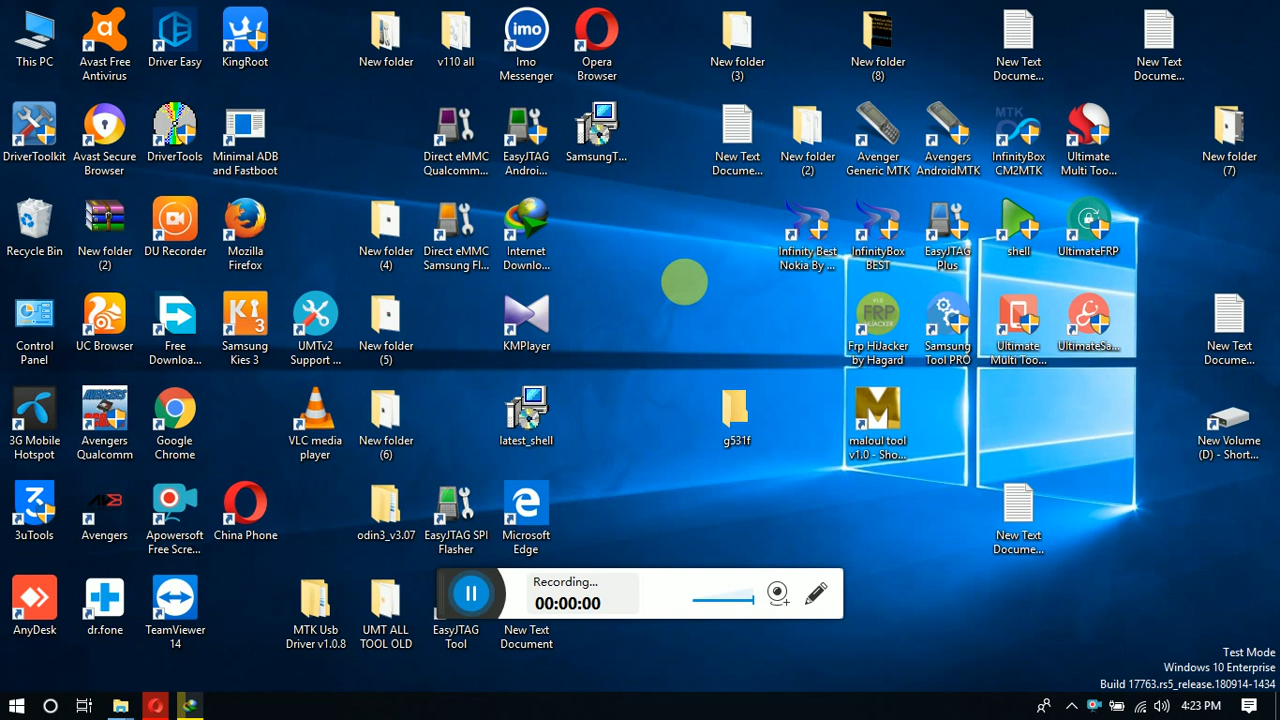 This PC
Avast Free
Antivirus
Driver Easy
KingRoot
New folder
v110 all
imo
Imo
Messenger
Opera
Browser
New folder
(3)
New folder
(8)
New Text
Docume...
New Text
Docume...
DriverToolkit
Avast Secure
Browser
DriverTools
Minimal ADB
and Fastboot
Direct eMMC
Qualcomm...
EasyJTAG
Androi...
SamsungT...
New Text
Docume...
New folder
(2)
Avenger
Generic MTK
Avengers
AndroidMTK
MTK
InfinityBox
CM2MTK
Ultimate
Multi Too...
New folder
(7)
Recycle Bin
New folder
(2)
DU Recorder
Mozilla
Firefox
New folder
(4)
Direct eMMC
Samsung Fl...
Internet
Downlo...
Infinity Best
Nokia By ...
InfinityBox
BEST
EasyJTAG
Plus
shell
UltimateFRP
Control
Panel
UC Browser
Free
Downloa...
Ki
3
Samsung
Kies 3
UMTv2
Support ...
New folder
(5)
KMPlayer
V1.0
FRP
HIJACKER
Frp HiJacker
by Hagard
Samsung
Tool PRO
Ultimate
Multi Too...
UltimateSa...
New Text
Docume...
3G Mobile
Hotspot
AVENGERS
Avengers
Qualcomm
Google
Chrome
VLC media
player
New folder
(6)
latest_shell
g531f
M
maloul tool
v1.0 - Sho...
New Volume
(D) - Short...
3uTools
Avengers
Apowersoft
Free Scre...
China Phone
odin3_v3.07
EasyJTAG SPI
Flasher
Microsoft
Edge
New Text
Docume...
Recording...
00:00:00
AnyDesk
dr.fone
TeamViewer
14
MTK Usb
Driver v1.0.8
UMT ALL
TOOL OLD
EasyJTAG
Tool
New Text
Document
Test Mode
Windows 10 Enterprise
Build 17763.rs5_release.180914-1434
4:23 PM